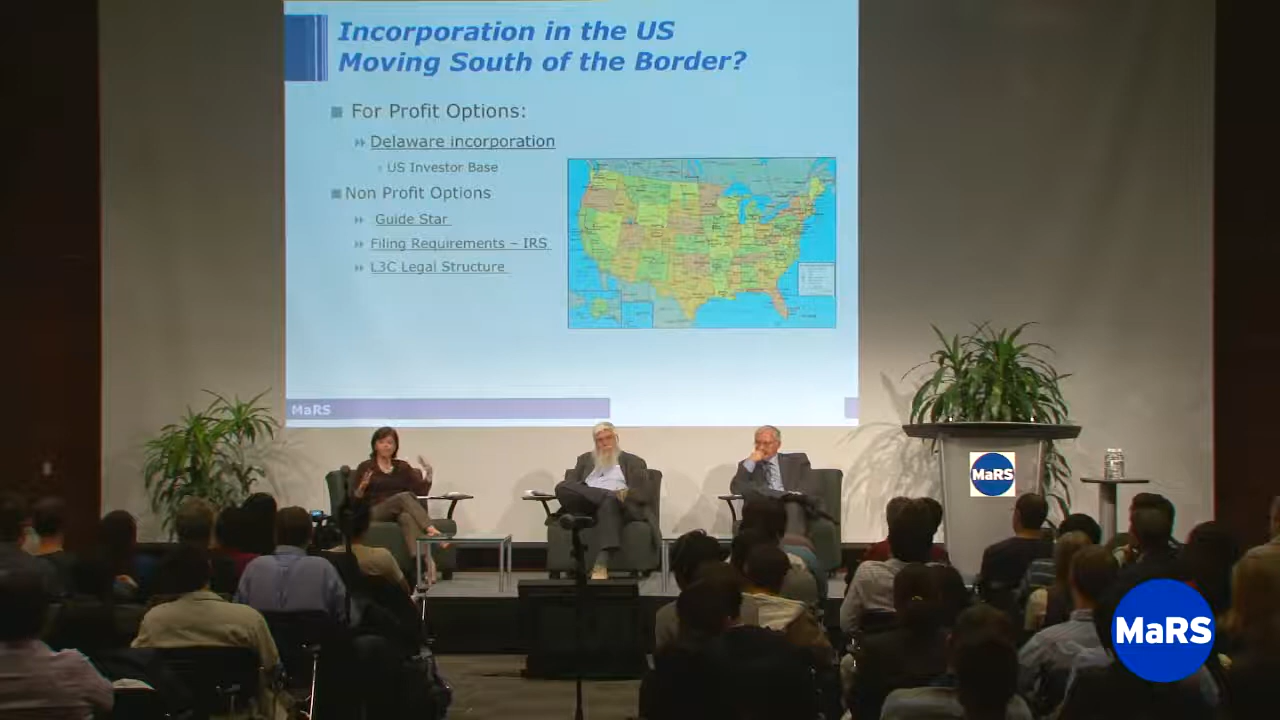 Incorporation in the US
Moving South of the Border?
For Profit Options:
Delaware incorporation
US Investor Base
Non Profit Options
Guide Star
Filing Requirements – IRS
L3C Legal Structure
MaRS
MaRS
MaRS